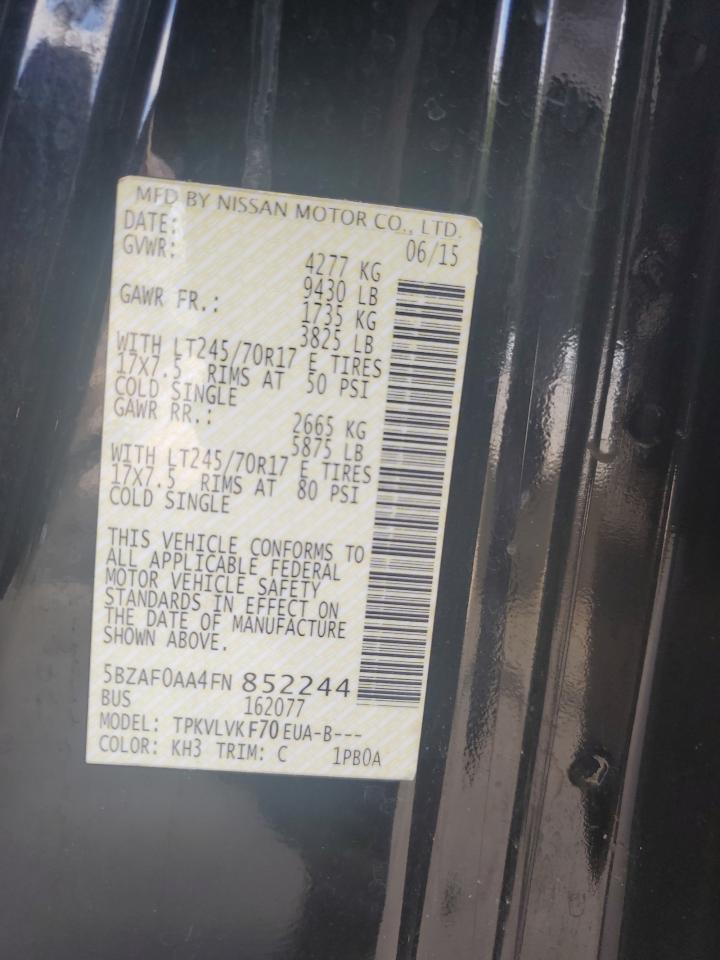 MFD BY NISSAN MOTOR CO., LTD.
DATE: 06/15
GVWR: 4277 KG
9430 LB
GAWR FR.: 1735 KG
3825 LB
WITH LT245/70R17 E TIRES
17X7.5 RIMS AT 50 PSI
COLD SINGLE
GAWR RR.: 2665 KG
5875 LB
WITH LT245/70R17 E TIRES
17X7.5 RIMS AT 80 PSI
COLD SINGLE
THIS VEHICLE CONFORMS TO
ALL APPLICABLE FEDERAL
MOTOR VEHICLE SAFETY
STANDARDS IN EFFECT ON
THE DATE OF MANUFACTURE
SHOWN ABOVE.
5BZAF0AA4FN 852244
BUS 162077
MODEL: TPKVLVK F70 EUA-B---
COLOR: KH3 TRIM: C 1PB0A